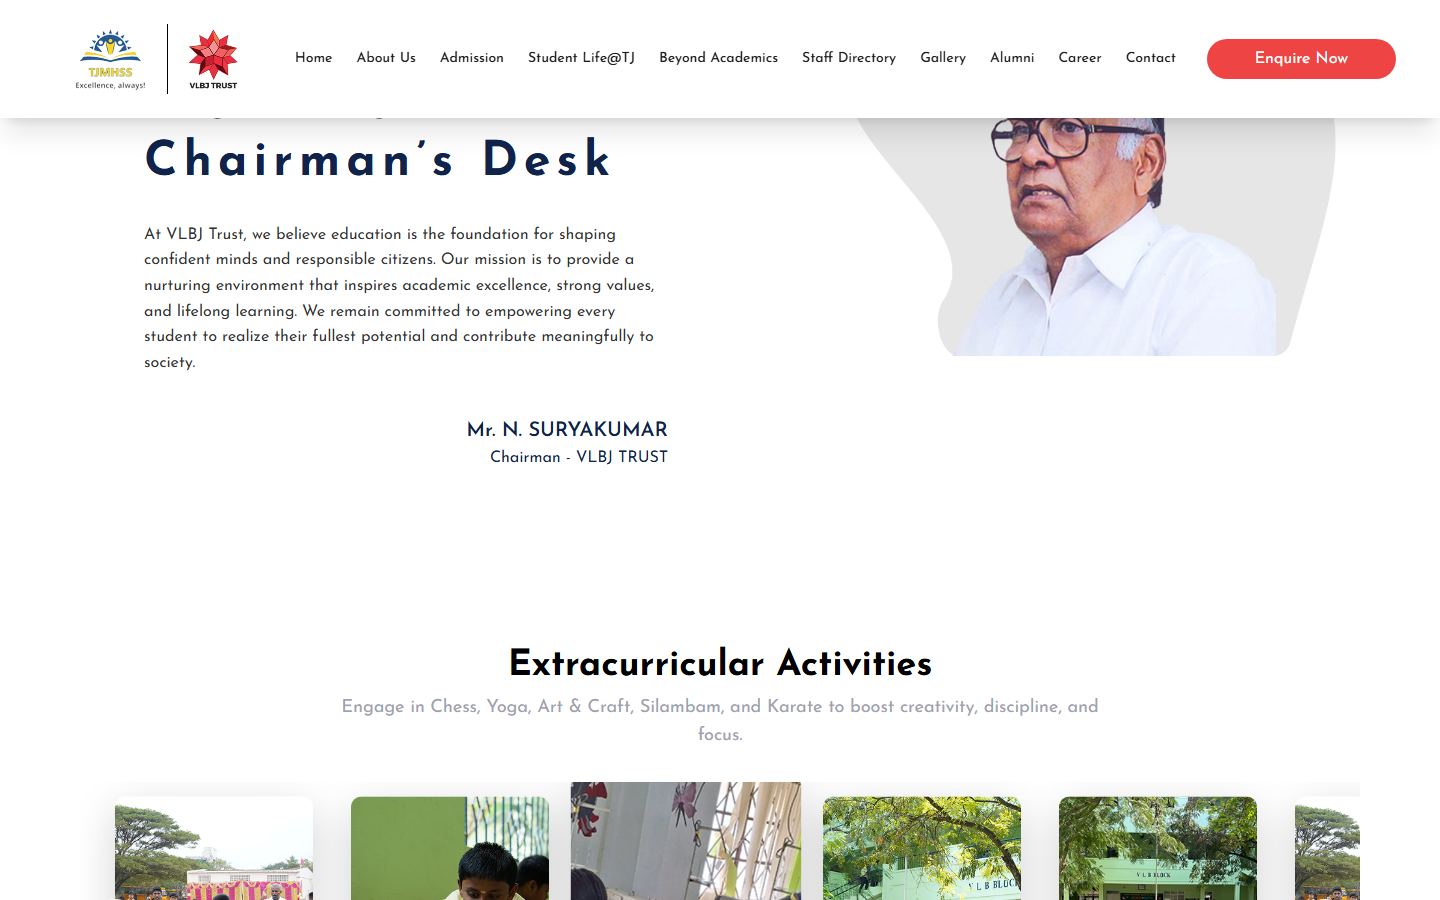 TJMHSS
Excellence, always!
VLBJ TRUST
Home About Us Admission Student Life@TJ Beyond Academics Staff Directory Gallery Alumni Career Contact Enquire Now
Chairman's Desk
At VLBJ Trust, we believe education is the foundation for shaping
confident minds and responsible citizens. Our mission is to provide a
nurturing environment that inspires academic excellence, strong values,
and lifelong learning. We remain committed to empowering every
student to realize their fullest potential and contribute meaningfully to
society.
Mr. N. SURYAKUMAR
Chairman - VLBJ TRUST
Extracurricular Activities
Engage in Chess, Yoga, Art & Craft, Silambam, and Karate to boost creativity, discipline, and
focus.
V L B BLOCK
V L B BLOCK